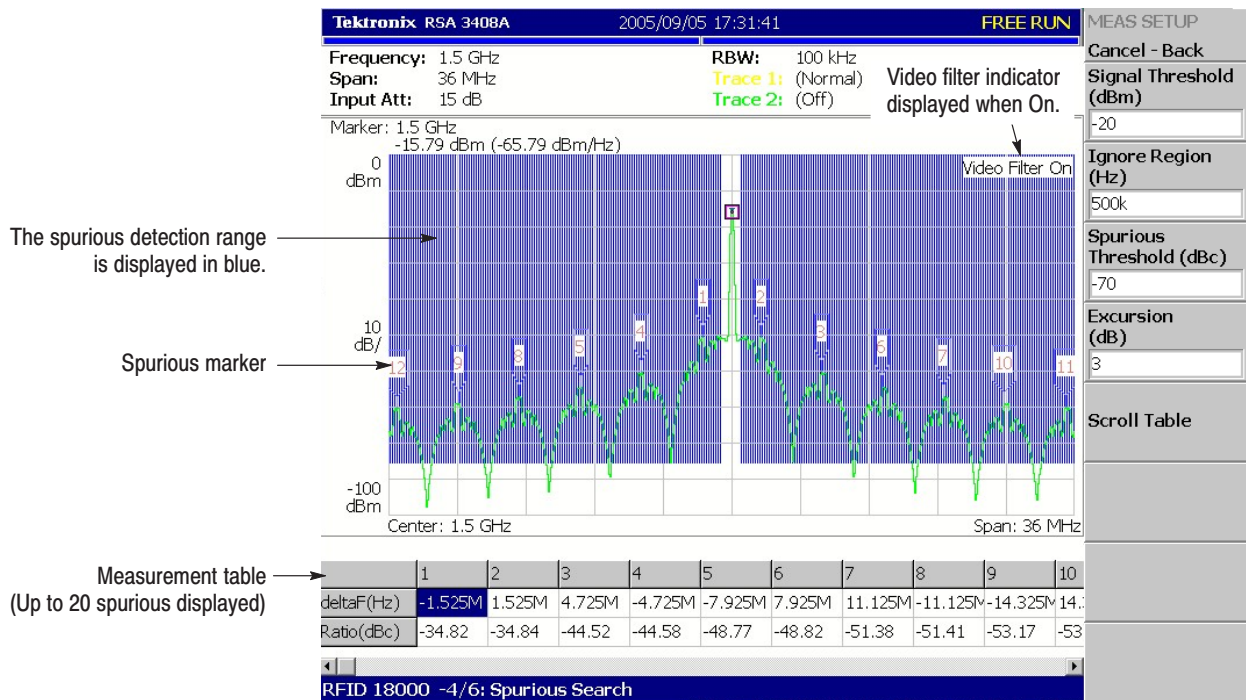 Tektronix RSA 3408A 2005/09/05 17:31:41 FREE RUN
Frequency: 1.5 GHz
Span: 36 MHz
Input Att: 15 dB
RBW: 100 kHz
Trace 1: (Normal)
Trace 2: (Off)
Video filter indicator
displayed when On.
Marker: 1.5 GHz
-15.79 dBm (-65.79 dBm/Hz)
0
dBm
Video Filter On
The spurious detection range
is displayed in blue.
1
2
10
dB/
12
9
8
5
4
3
6
7
10
11
Spurious marker
-100
dBm
Center: 1.5 GHz
Span: 36 MHz
Measurement table
(Up to 20 spurious displayed)
1 2 3 4 5 6 7 8 9 10
deltaF(Hz) -1.525M 1.525M 4.725M -4.725M -7.925M 7.925M 11.125M -11.125M -14.325M 14.
Ratio(dBc) -34.82 -34.84 -44.52 -44.58 -48.77 -48.82 -51.38 -51.41 -53.17 -53
RFID 18000 -4/6: Spurious Search
MEAS SETUP
Cancel - Back
Signal Threshold
(dBm)
-20
Ignore Region
(Hz)
500k
Spurious
Threshold (dBc)
-70
Excursion
(dB)
3
Scroll Table